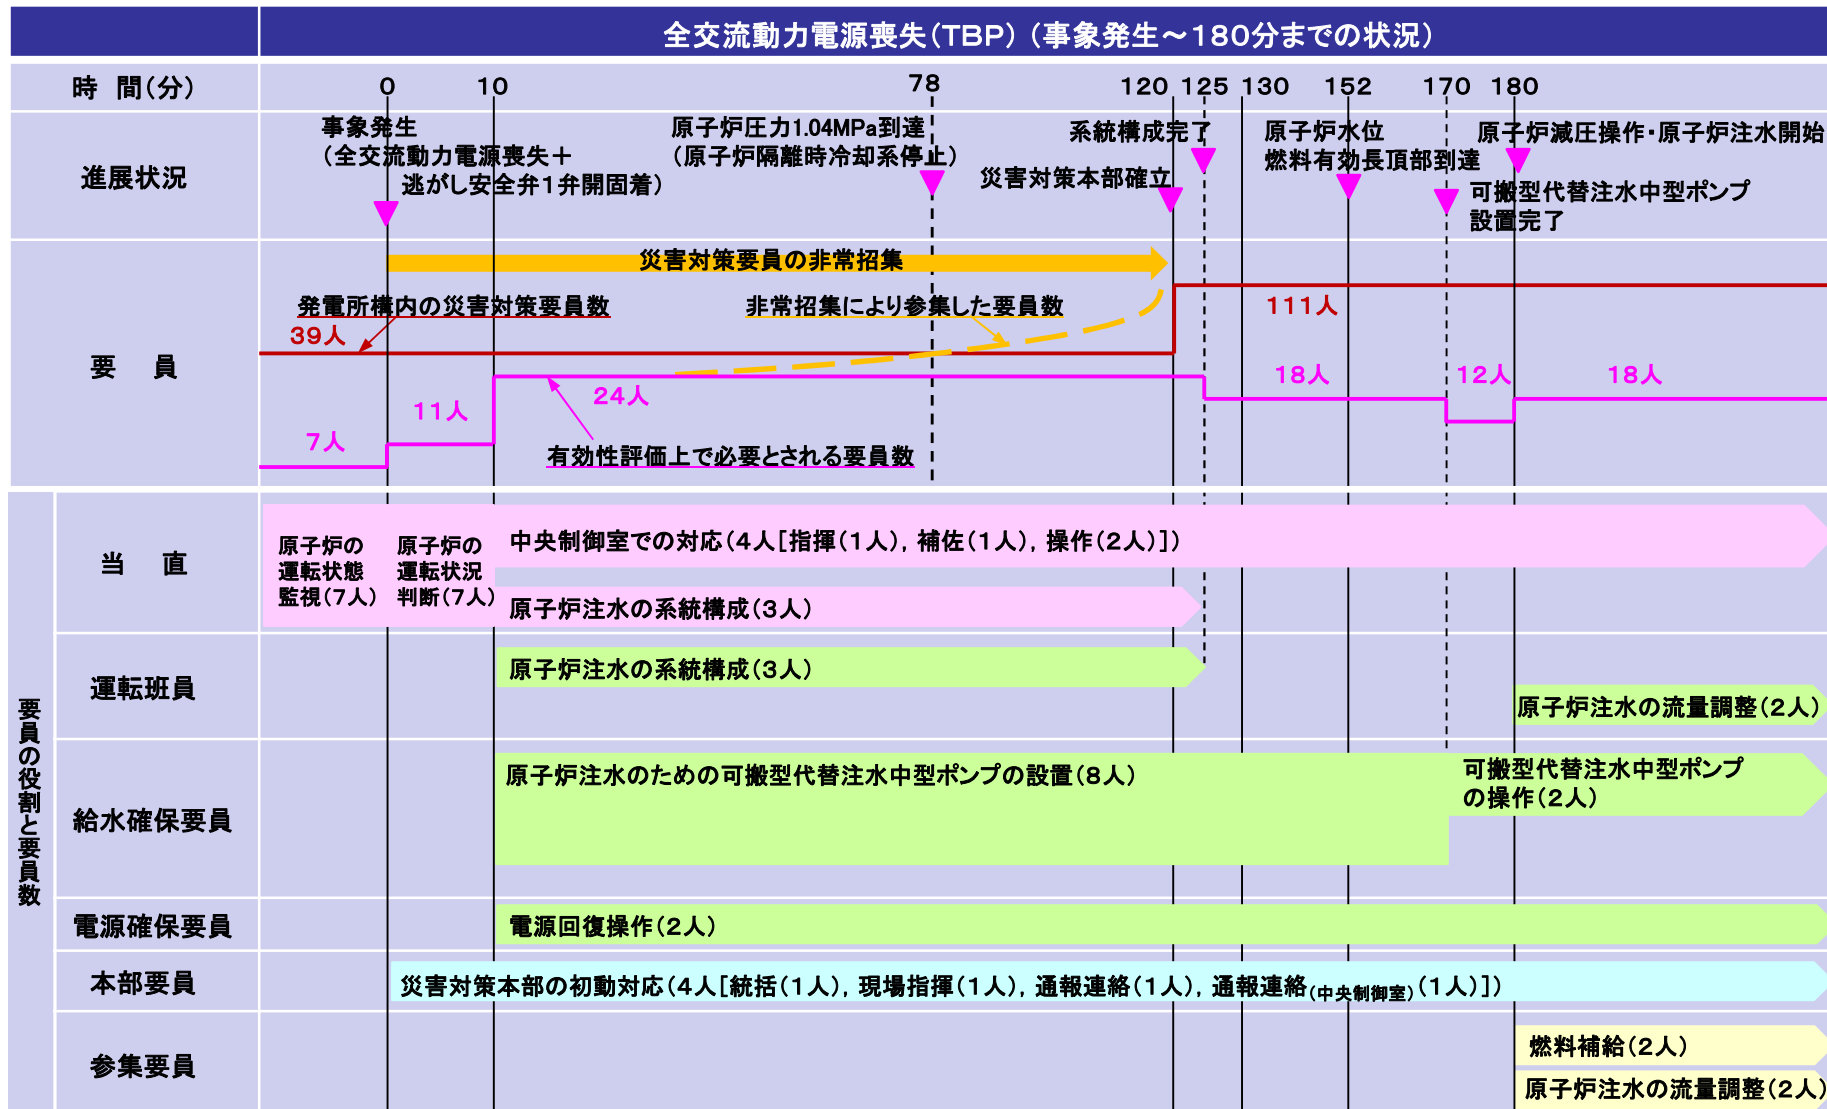 全交流動力電源喪失(TBP)(事象発生～180分までの状況)
時 間(分)
0 10 78 120 125 130 152 170 180
進展状況
事象発生
(全交流動力電源喪失＋
逃がし安全弁1弁開固着)
原子炉圧力1.04MPa到達
(原子炉隔離時冷却系停止)
災害対策本部確立
系統構成完了
原子炉水位
燃料有効長頂部到達
可搬型代替注水中型ポンプ
設置完了
原子炉減圧操作・原子炉注水開始
要 員
災害対策要員の非常招集
発電所構内の災害対策要員数
非常招集により参集した要員数
39人
111人
7人
11人
24人
18人
12人
18人
有効性評価上で必要とされる要員数
要員の役割と要員数
当 直
原子炉の
運転状態
監視(7人)
原子炉の
運転状況
判断(7人)
中央制御室での対応(4人[指揮(1人), 補佐(1人), 操作(2人)])
原子炉注水の系統構成(3人)
運転班員
原子炉注水の系統構成(3人)
原子炉注水の流量調整(2人)
給水確保要員
原子炉注水のための可搬型代替注水中型ポンプの設置(8人)
可搬型代替注水中型ポンプ
の操作(2人)
電源確保要員
電源回復操作(2人)
本部要員
災害対策本部の初動対応(4人[統括(1人), 現場指揮(1人), 通報連絡(1人), 通報連絡(中央制御室)(1人)])
参集要員
燃料補給(2人)
原子炉注水の流量調整(2人)